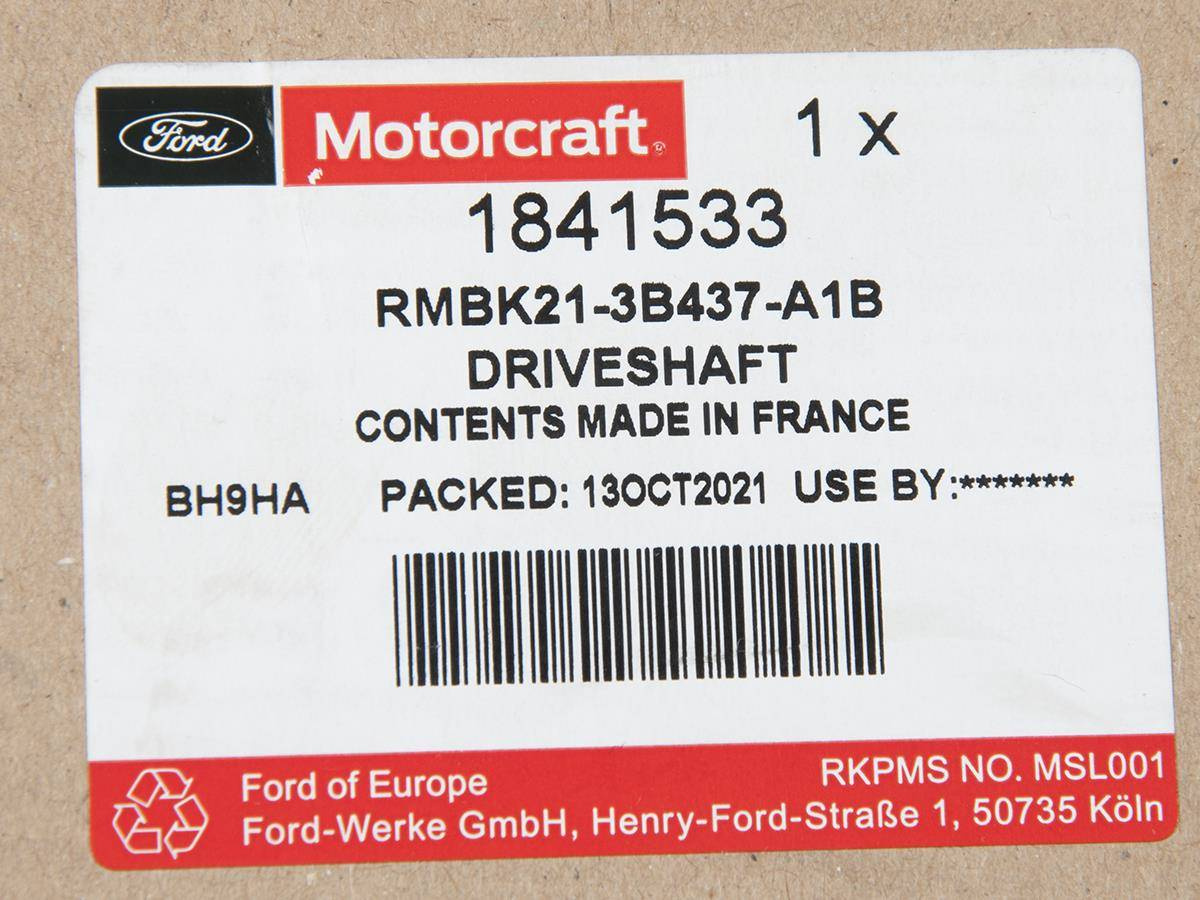 Ford Motorcraft 1 x
1841533
RMBK21-3B437-A1B
DRIVESHAFT
CONTENTS MADE IN FRANCE
BH9HA PACKED: 13OCT2021 USE BY:*******
Ford of Europe RKPMS NO. MSL001
Ford-Werke GmbH, Henry-Ford-Straße 1, 50735 Köln